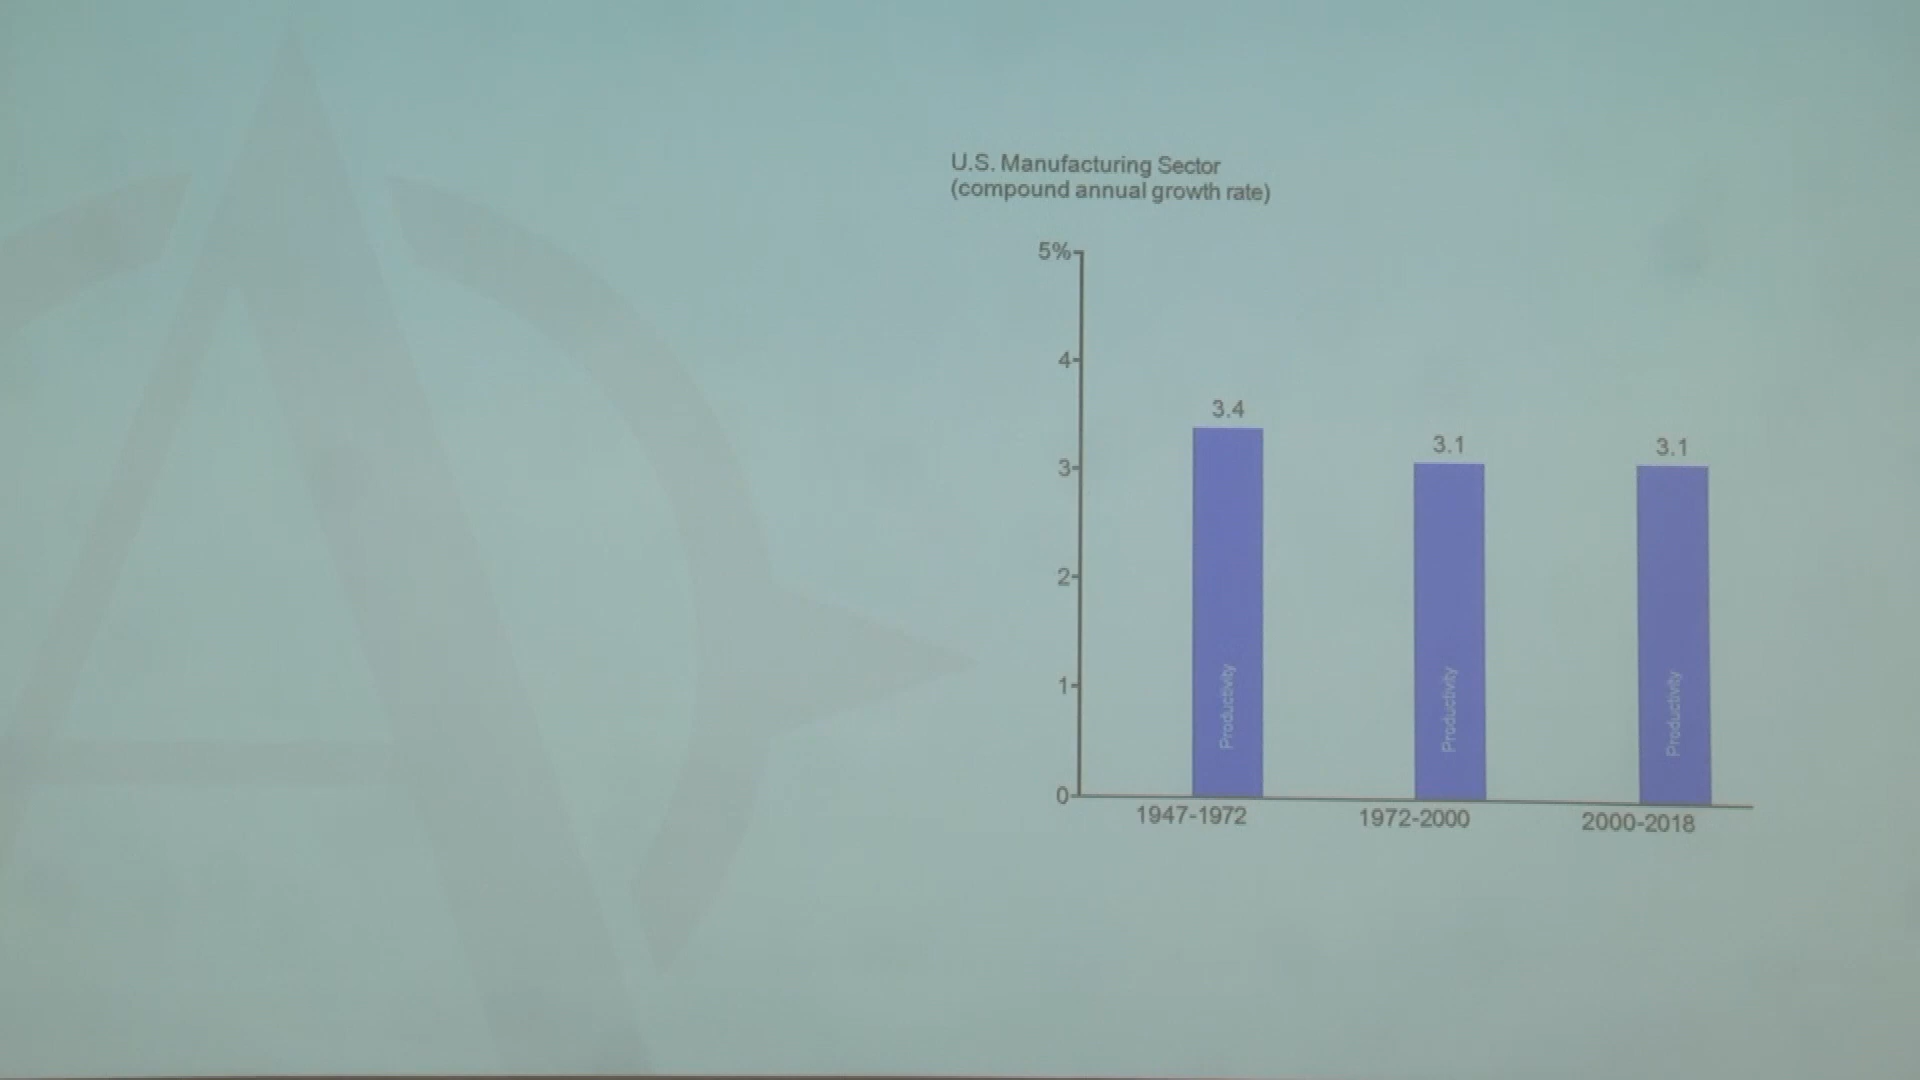 U.S. Manufacturing Sector
(compound annual growth rate)
5%
4
3
2
1
0
3.4
3.1
3.1
Productivity
Productivity
Productivity
1947-1972
1972-2000
2000-2018